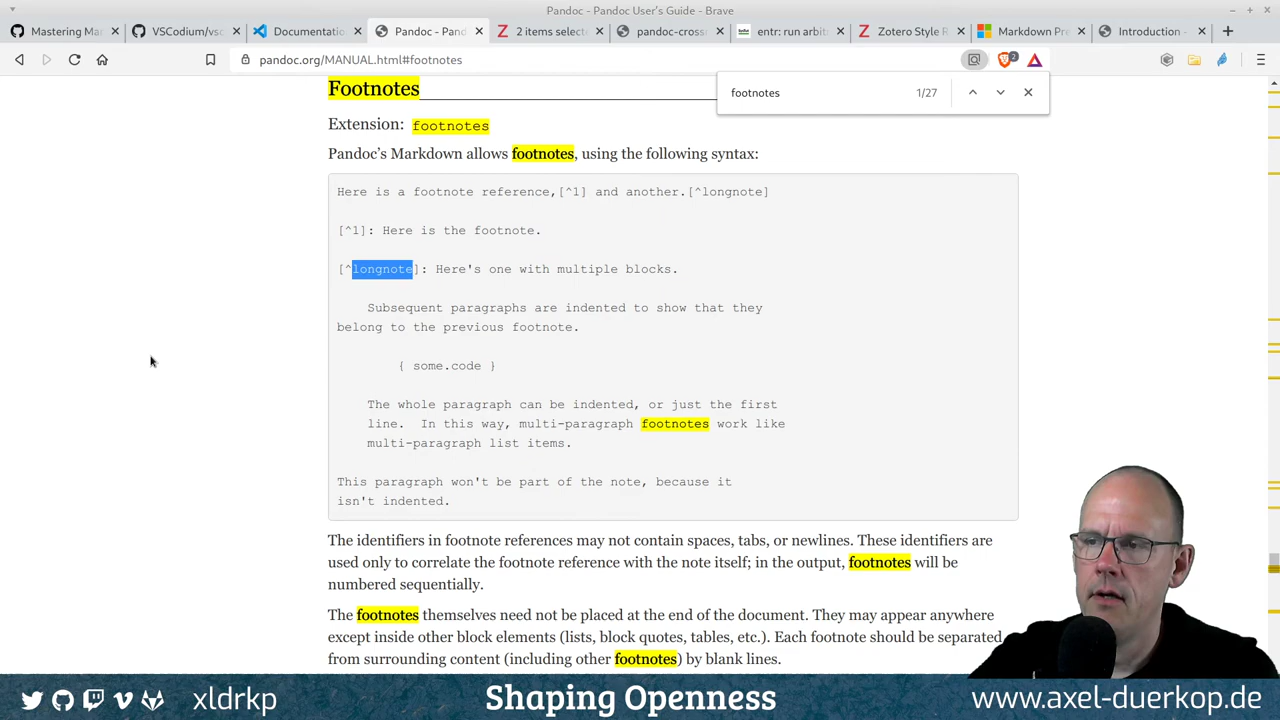 Pandoc - Pandoc User's Guide - Brave
Mastering Mar
VSCodium/vsc
Documentation
Pandoc - Pand
2 items selecte
pandoc-crossr
entr: run arbitra
Zotero Style R
Markdown Pre
Introduction -
pandoc.org/MANUAL.html#footnotes
2
footnotes
1/27
Footnotes
Extension: footnotes
Pandoc’s Markdown allows footnotes, using the following syntax:
Here is a footnote reference,[^1] and another.[^longnote]
[^1]: Here is the footnote.
[^longnote]: Here's one with multiple blocks.
Subsequent paragraphs are indented to show that they
belong to the previous footnote.
{ some.code }
The whole paragraph can be indented, or just the first
line.  In this way, multi-paragraph footnotes work like
multi-paragraph list items.
This paragraph won't be part of the note, because it
isn't indented.
The identifiers in footnote references may not contain spaces, tabs, or newlines. These identifiers are
used only to correlate the footnote reference with the note itself; in the output, footnotes will be
numbered sequentially.
The footnotes themselves need not be placed at the end of the document. They may appear anywhere
except inside other block elements (lists, block quotes, tables, etc.). Each footnote should be separated
from surrounding content (including other footnotes) by blank lines.
xldrkp
Shaping Openness
www.axel-duerkop.de